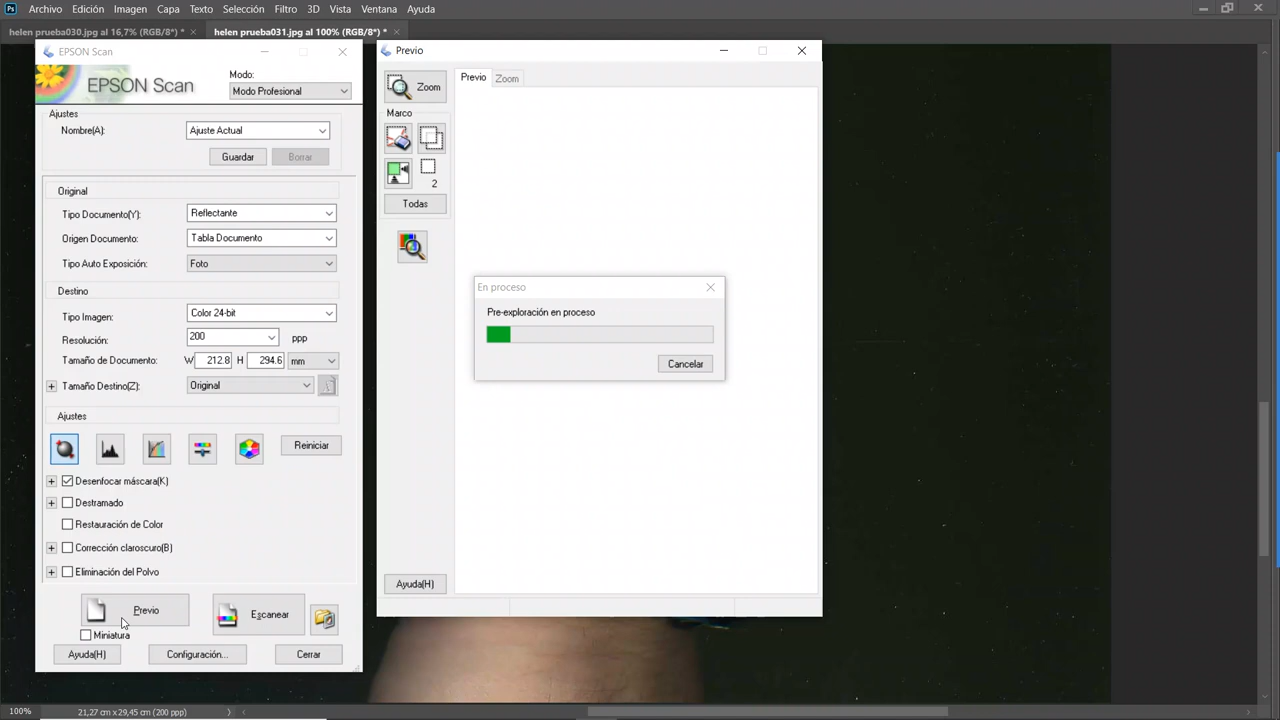 Ps Archivo Edición Imagen Capa Texto Selección Filtro 3D Vista Ventana Ayuda
helen prueba030.jpg al 16,7% (RGB/8*) * helen prueba031.jpg al 100% (RGB/8*) *
EPSON Scan
EPSON Scan
Modo:
Modo Profesional
Ajustes
Nombre(A): Ajuste Actual
Guardar Borrar
Original
Tipo Documento(Y): Reflectante
Origen Documento: Tabla Documento
Tipo Auto Exposición: Foto
Destino
Tipo Imagen: Color 24-bit
Resolución: 200 ppp
Tamaño de Documento: W 212.8 H 294.6 mm
+ Tamaño Destino(Z): Original
Ajustes
Reiniciar
+ Desenfocar máscara(K)
+ Destramado
Restauración de Color
+ Corrección claroscuro(B)
+ Eliminación del Polvo
Previo Escanear
Miniatura
Ayuda(H) Configuración... Cerrar
Previo
Zoom Previo Zoom
Marco
2
Todas
En proceso
Pre-exploración en proceso
Cancelar
Ayuda(H)
100% 21,27 cm x 29,45 cm (200 ppp)